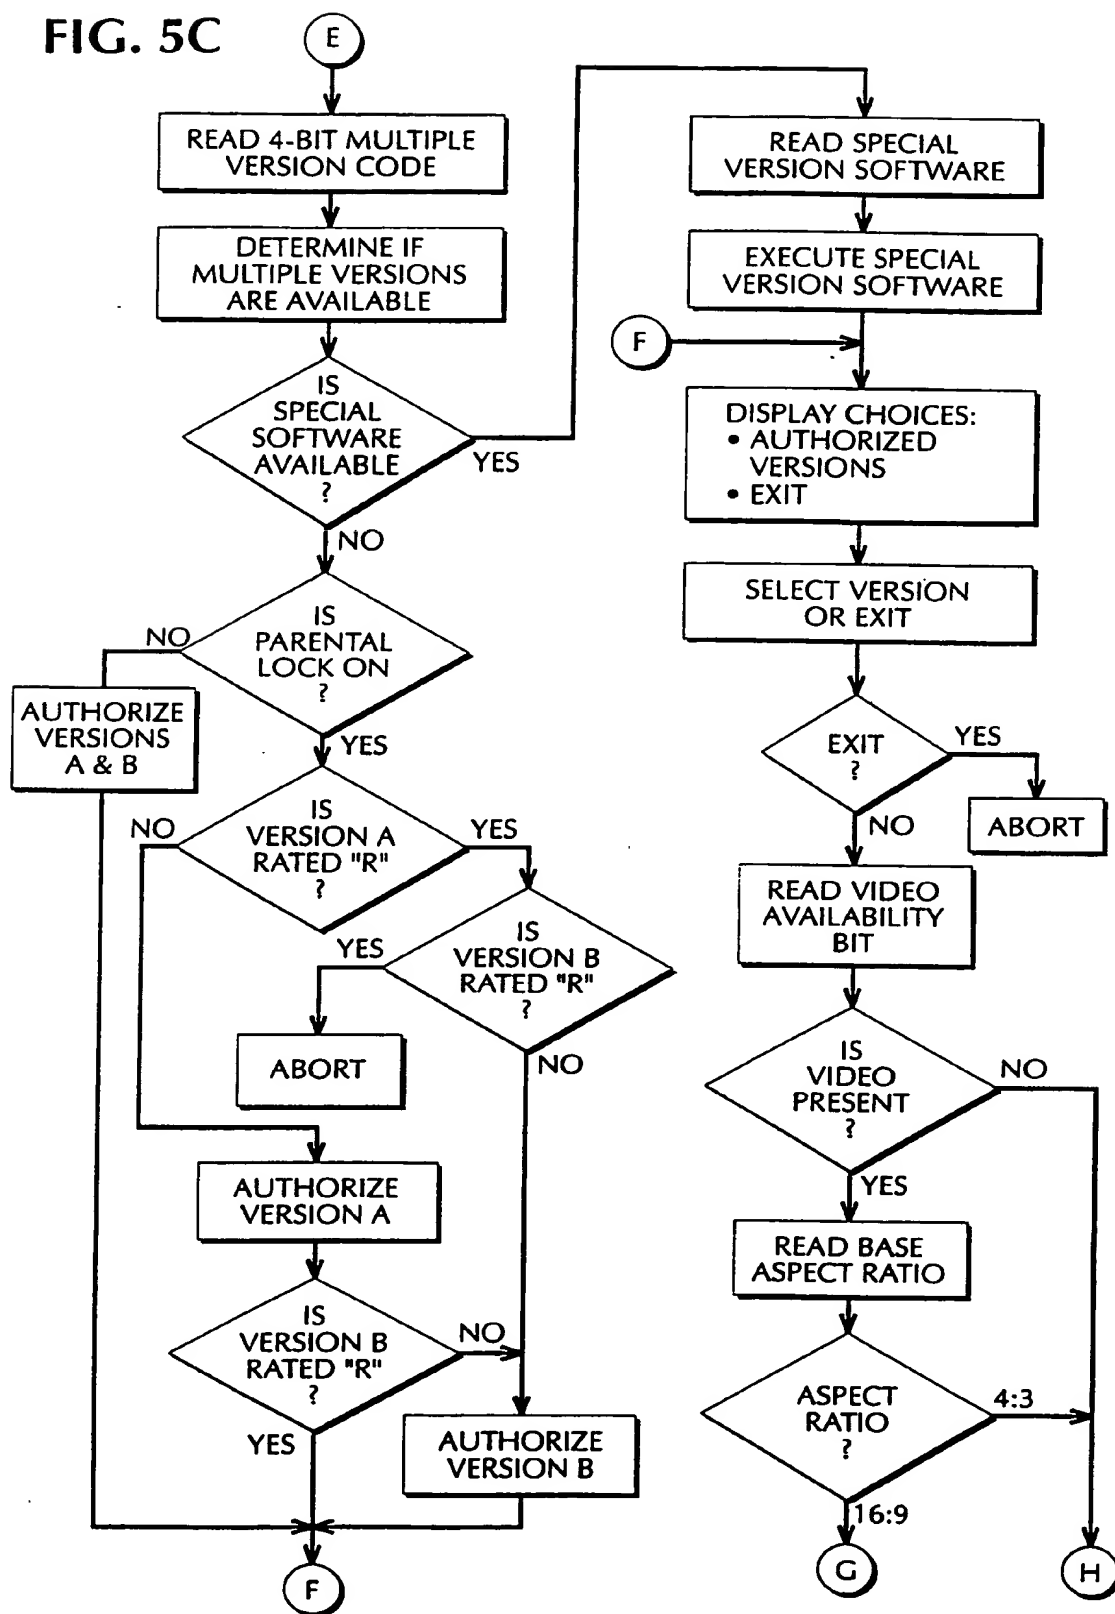 FIG. 5C
E
READ 4-BIT MULTIPLE
VERSION CODE
DETERMINE IF
MULTIPLE VERSIONS
ARE AVAILABLE
IS
SPECIAL
SOFTWARE
AVAILABLE
?
YES
NO
IS
PARENTAL
LOCK ON
?
NO
YES
AUTHORIZE
VERSIONS
A & B
IS
VERSION A
RATED "R"
?
NO
YES
IS
VERSION B
RATED "R"
?
YES
NO
ABORT
AUTHORIZE
VERSION A
IS
VERSION B
RATED "R"
?
NO
YES
AUTHORIZE
VERSION B
F
READ SPECIAL
VERSION SOFTWARE
EXECUTE SPECIAL
VERSION SOFTWARE
F
DISPLAY CHOICES:
• AUTHORIZED
VERSIONS
• EXIT
SELECT VERSION
OR EXIT
EXIT
?
YES
NO
ABORT
READ VIDEO
AVAILABILITY
BIT
IS
VIDEO
PRESENT
?
NO
YES
READ BASE
ASPECT RATIO
ASPECT
RATIO
?
4:3
16:9
G
H